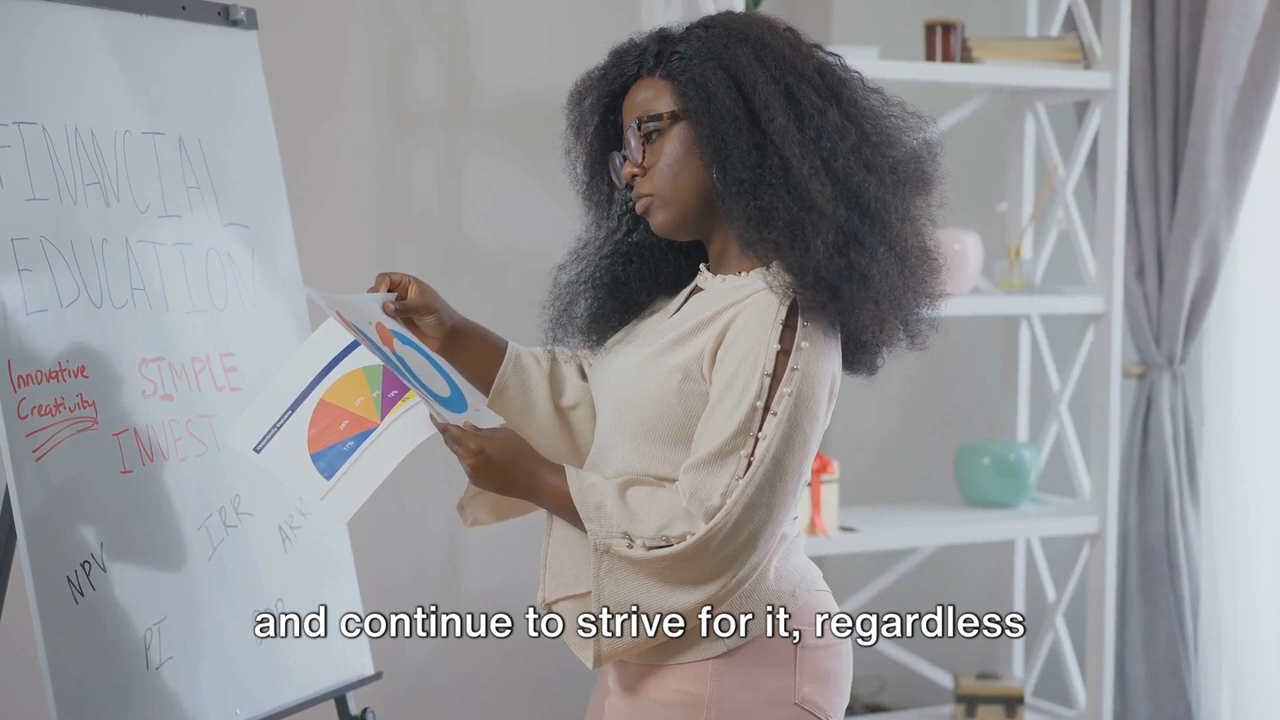 FINANCIAL
EDUCATION
Innovative
Creativity
SIMPLE
INVEST
IRR
ARR
NPV
PI
and continue to strive for it, regardless